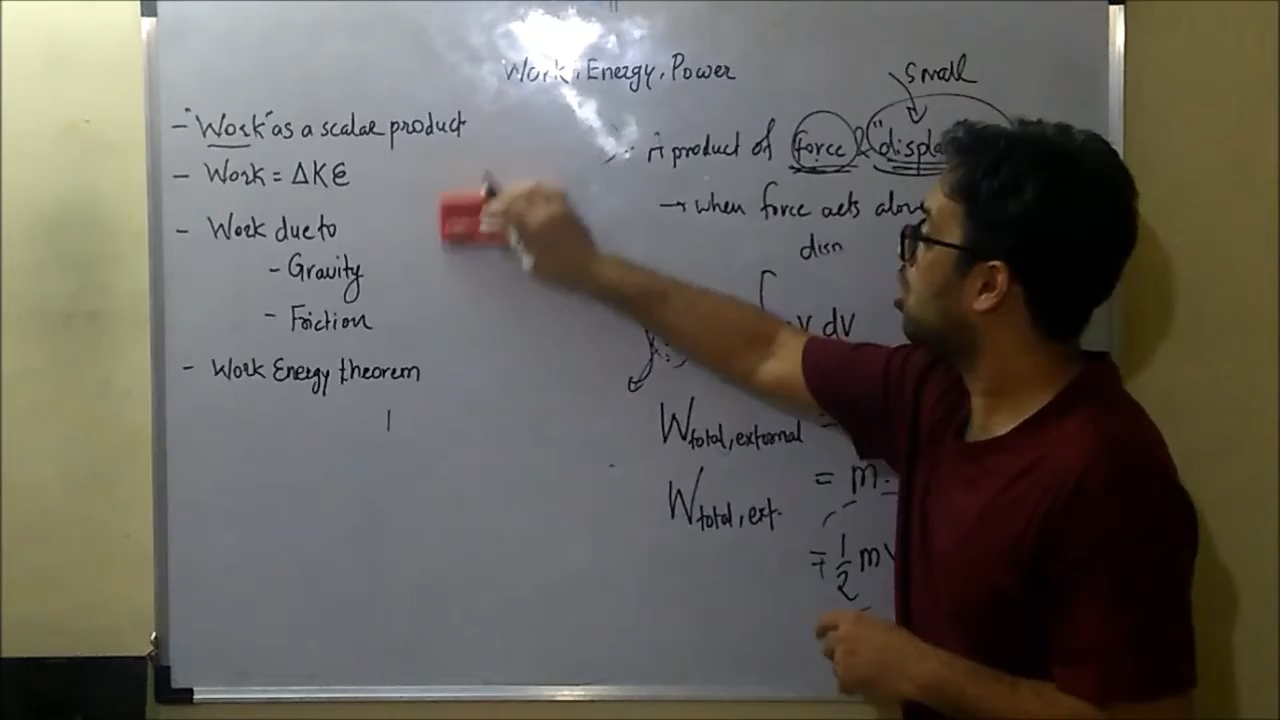 Work, Energy, Power
- "Work" as a scalar product
- Work = ΔKE
- Work due to
- Gravity
- Friction
- Work Energy theorem
small
product of force & "displa
→ when force acts along
disn
∫ V dV
W total, external =
W total, ext. = m
= 1/2 m V